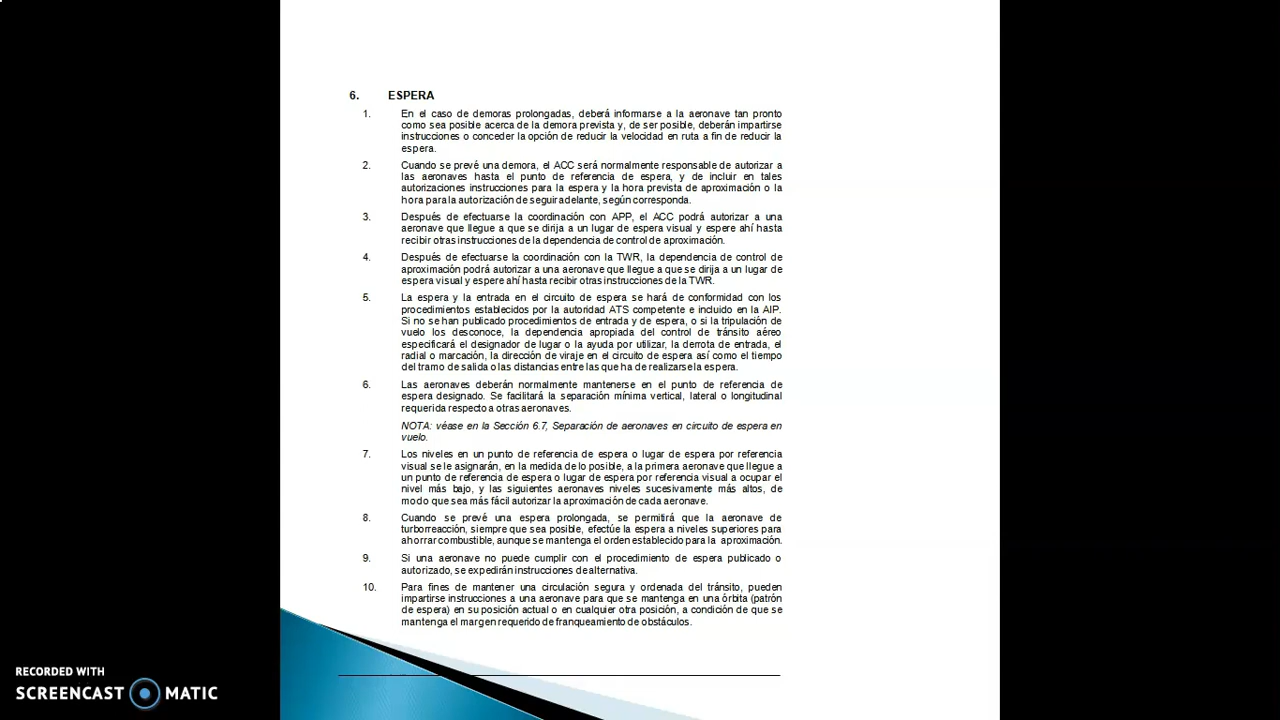 6. ESPERA
1. En el caso de demoras prolongadas, deberá informarse a la aeronave tan pronto
como sea posible acerca de la demora prevista y, de ser posible, deberán impartirse
instrucciones o conceder la opción de reducir la velocidad en ruta a fin de reducir la
espera.
2. Cuando se prevé una demora, el ACC será normalmente responsable de autorizar a
las aeronaves hasta el punto de referencia de espera, y de incluir en tales
autorizaciones instrucciones para la espera y la hora prevista de aproximación o la
hora para la autorización de seguir adelante, según corresponda.
3. Después de efectuarse la coordinación con APP, el ACC podrá autorizar a una
aeronave que llegue a que se dirija a un lugar de espera visual y espere ahí hasta
recibir otras instrucciones de la dependencia de control de aproximación.
4. Después de efectuarse la coordinación con la TWR, la dependencia de control de
aproximación podrá autorizar a una aeronave que llegue a que se dirija a un lugar de
espera visual y espere ahí hasta recibir otras instrucciones de la TWR.
5. La espera y la entrada en el circuito de espera se hará de conformidad con los
procedimientos establecidos por la autoridad ATS competente e incluido en la AIP.
Si no se han publicado procedimientos de entrada y de espera, o si la tripulación de
vuelo los desconoce, la dependencia apropiada del control de tránsito aéreo
especificará el designador de lugar o la ayuda por utilizar, la derrota de entrada, el
radial o marcación, la dirección de viraje en el circuito de espera así como el tiempo
del tramo de salida o las distancias entre las que ha de realizarse la espera.
6. Las aeronaves deberán normalmente mantenerse en el punto de referencia de
espera designado. Se facilitará la separación mínima vertical, lateral o longitudinal
requerida respecto a otras aeronaves.
NOTA: véase en la Sección 6.7, Separación de aeronaves en circuito de espera en
vuelo.
7. Los niveles en un punto de referencia de espera o lugar de espera por referencia
visual se le asignarán, en la medida de lo posible, a la primera aeronave que llegue a
un punto de referencia de espera o lugar de espera por referencia visual a ocupar el
nivel más bajo, y las siguientes aeronaves niveles sucesivamente más altos, de
modo que sea más fácil autorizar la aproximación de cada aeronave.
8. Cuando se prevé una espera prolongada, se permitirá que la aeronave de
turborreacción, siempre que sea posible, efectúe la espera a niveles superiores para
ahorrar combustible, aunque se mantenga el orden establecido para la aproximación.
9. Si una aeronave no puede cumplir con el procedimiento de espera publicado o
autorizado, se expedirán instrucciones de alternativa.
10. Para fines de mantener una circulación segura y ordenada del tránsito, pueden
impartirse instrucciones a una aeronave para que se mantenga en una órbita (patrón
de espera) en su posición actual o en cualquier otra posición, a condición de que se
mantenga el margen requerido de franqueamiento de obstáculos.
RECORDED WITH
SCREENCAST MATIC